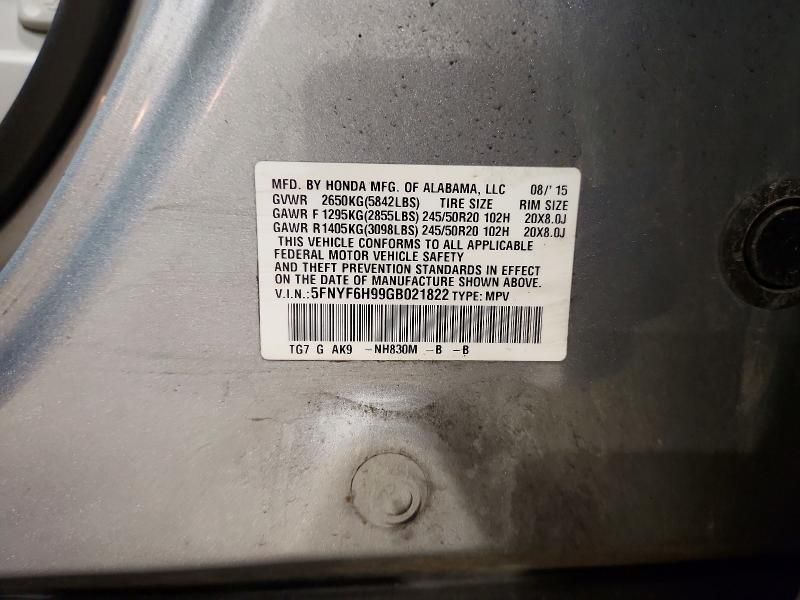 MFD. BY HONDA MFG. OF ALABAMA, LLC 08/'15
GVWR 2650KG(5842LBS) TIRE SIZE RIM SIZE
GAWR F 1295KG(2855LBS) 245/50R20 102H 20X8.0J
GAWR R1405KG(3098LBS) 245/50R20 102H 20X8.0J
THIS VEHICLE CONFORMS TO ALL APPLICABLE
FEDERAL MOTOR VEHICLE SAFETY
AND THEFT PREVENTION STANDARDS IN EFFECT
ON THE DATE OF MANUFACTURE SHOWN ABOVE.
V.I.N.:5FNYF6H99GB021822 TYPE: MPV
TG7 G AK9 -NH830M -B -B